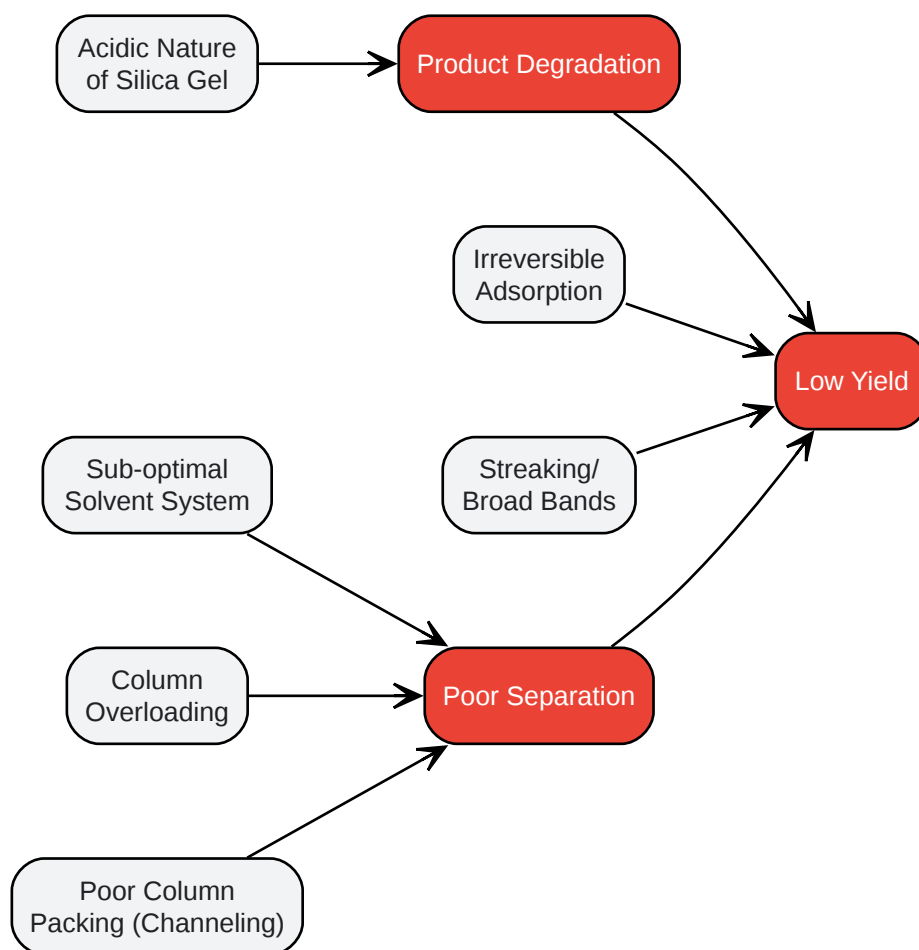 Acidic Nature
of Silica Gel
Product Degradation
Irreversible
Adsorption
Low Yield
Sub-optimal
Solvent System
Streaking/
Broad Bands
Column
Overloading
Poor Separation
Poor Column
Packing (Channeling)